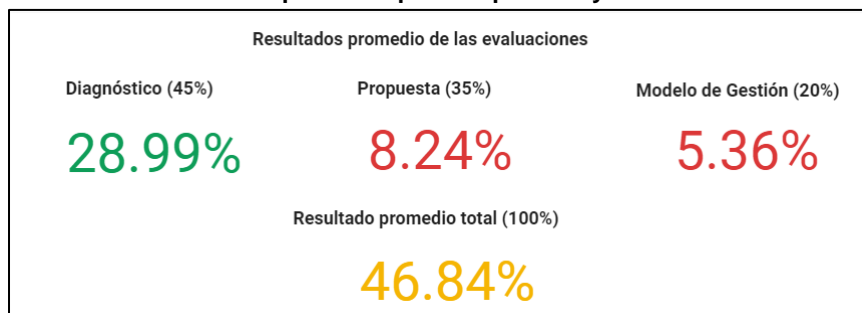 Resultados promedio de las evaluaciones
Diagnóstico (45%) Propuesta (35%) Modelo de Gestión (20%)
28.99% 8.24% 5.36%
Resultado promedio total (100%)
46.84%